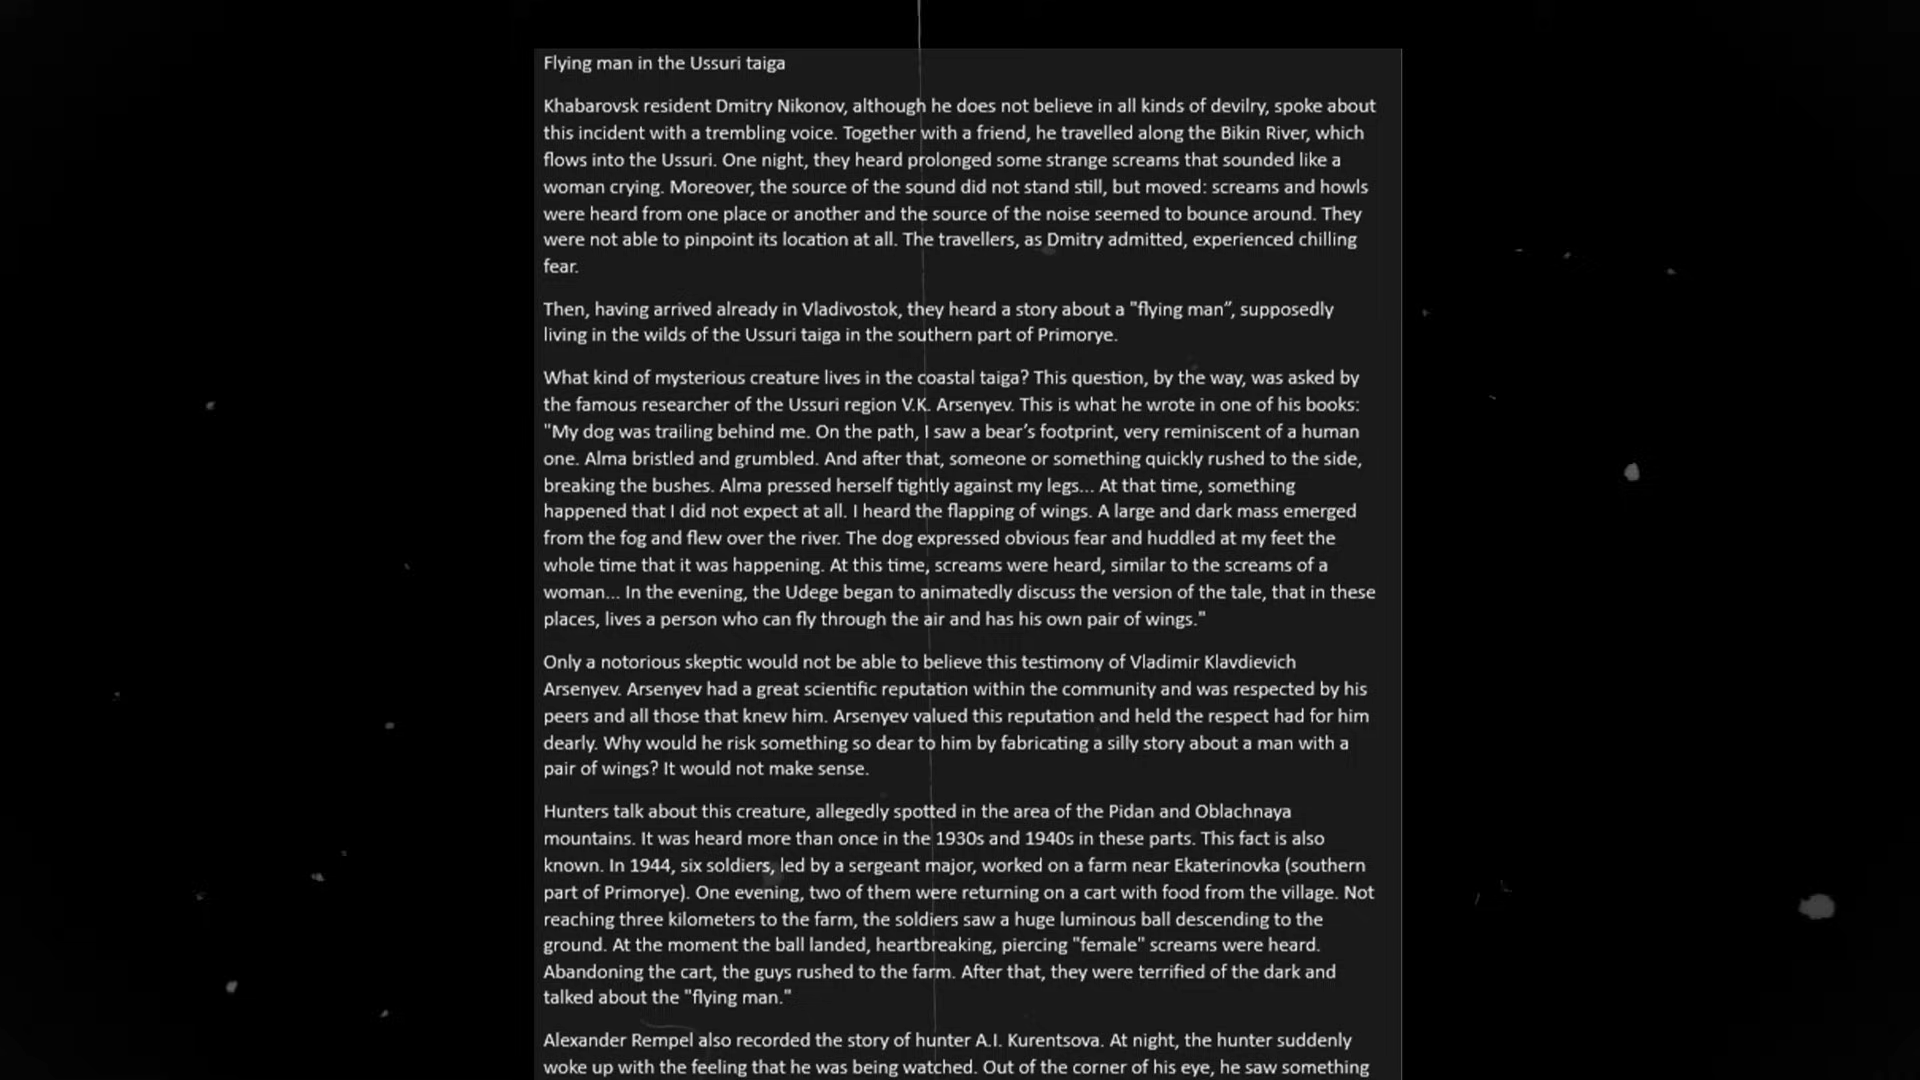 Flying man in the Ussuri taiga
Khabarovsk resident Dmitry Nikonov, although he does not believe in all kinds of devilry, spoke about
this incident with a trembling voice. Together with a friend, he travelled along the Bikin River, which
flows into the Ussuri. One night, they heard prolonged some strange screams that sounded like a
woman crying. Moreover, the source of the sound did not stand still, but moved: screams and howls
were heard from one place or another and the source of the noise seemed to bounce around. They
were not able to pinpoint its location at all. The travellers, as Dmitry admitted, experienced chilling
fear.
Then, having arrived already in Vladivostok, they heard a story about a "flying man”, supposedly
living in the wilds of the Ussuri taiga in the southern part of Primorye.
What kind of mysterious creature lives in the coastal taiga? This question, by the way, was asked by
the famous researcher of the Ussuri region V.K. Arsenyev. This is what he wrote in one of his books:
"My dog was trailing behind me. On the path, I saw a bear’s footprint, very reminiscent of a human
one. Alma bristled and grumbled. And after that, someone or something quickly rushed to the side,
breaking the bushes. Alma pressed herself tightly against my legs... At that time, something
happened that I did not expect at all. I heard the flapping of wings. A large and dark mass emerged
from the fog and flew over the river. The dog expressed obvious fear and huddled at my feet the
whole time that it was happening. At this time, screams were heard, similar to the screams of a
woman... In the evening, the Udege began to animatedly discuss the version of the tale, that in these
places, lives a person who can fly through the air and has his own pair of wings."
Only a notorious skeptic would not be able to believe this testimony of Vladimir Klavdievich
Arsenyev. Arsenyev had a great scientific reputation within the community and was respected by his
peers and all those that knew him. Arsenyev valued this reputation and held the respect had for him
dearly. Why would he risk something so dear to him by fabricating a silly story about a man with a
pair of wings? It would not make sense.
Hunters talk about this creature, allegedly spotted in the area of the Pidan and Oblachnaya
mountains. It was heard more than once in the 1930s and 1940s in these parts. This fact is also
known. In 1944, six soldiers, led by a sergeant major, worked on a farm near Ekaterinovka (southern
part of Primorye). One evening, two of them were returning on a cart with food from the village. Not
reaching three kilometers to the farm, the soldiers saw a huge luminous ball descending to the
ground. At the moment the ball landed, heartbreaking, piercing "female" screams were heard.
Abandoning the cart, the guys rushed to the farm. After that, they were terrified of the dark and
talked about the "flying man."
Alexander Rempel also recorded the story of hunter A.I. Kurentsova. At night, the hunter suddenly
woke up with the feeling that he was being watched. Out of the corner of his eye, he saw something